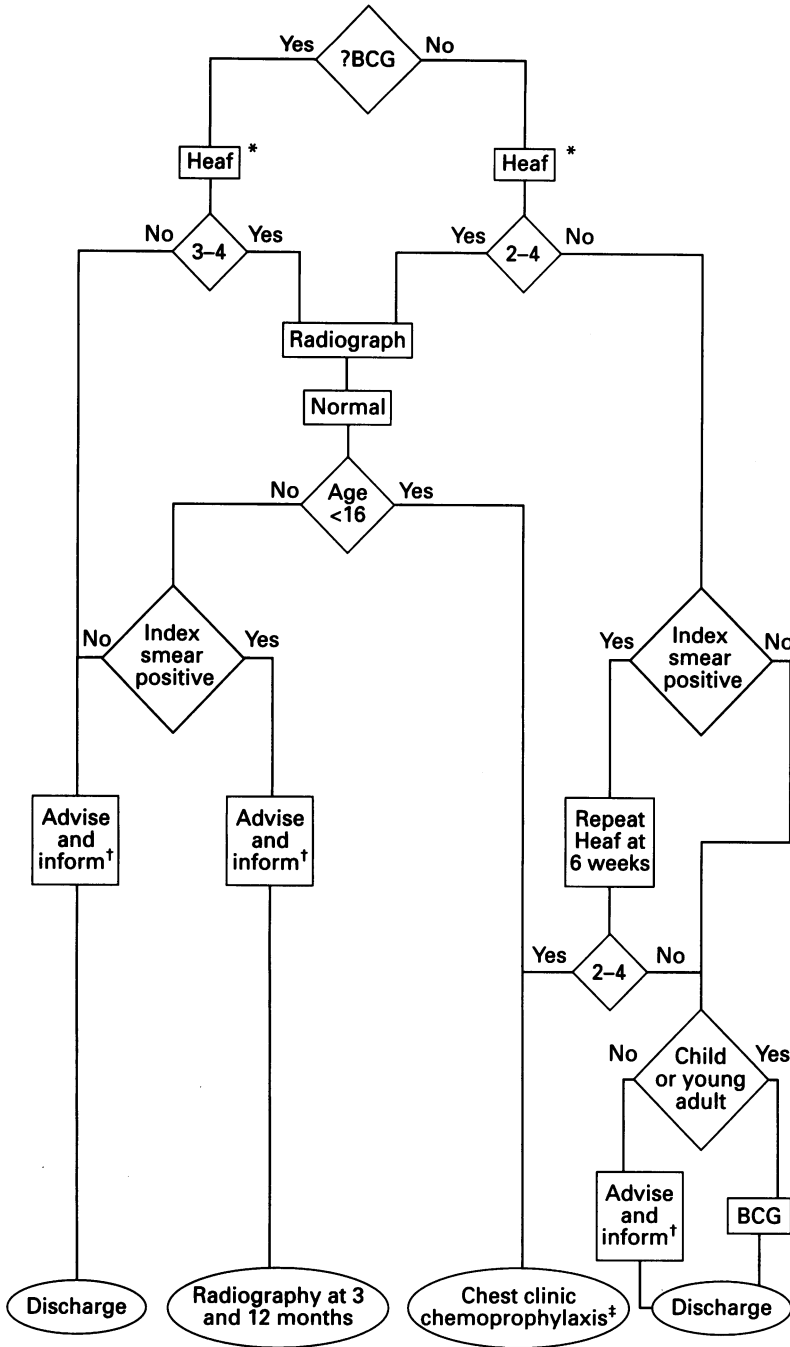 Yes
?BCG
No
Heaf *
Heaf *
No
3–4
Yes
Yes
2–4
No
Radiograph
Normal
No
Age
<16
Yes
No
Index
smear
positive
Yes
Yes
Index
smear
positive
No
Advise
and
inform†
Advise
and
inform†
Repeat
Heaf at
6 weeks
Yes
2–4
No
No
Child
or young
adult
Yes
Advise
and
inform†
BCG
Discharge
Radiography at 3
and 12 months
Chest clinic
chemoprophylaxis‡
Discharge